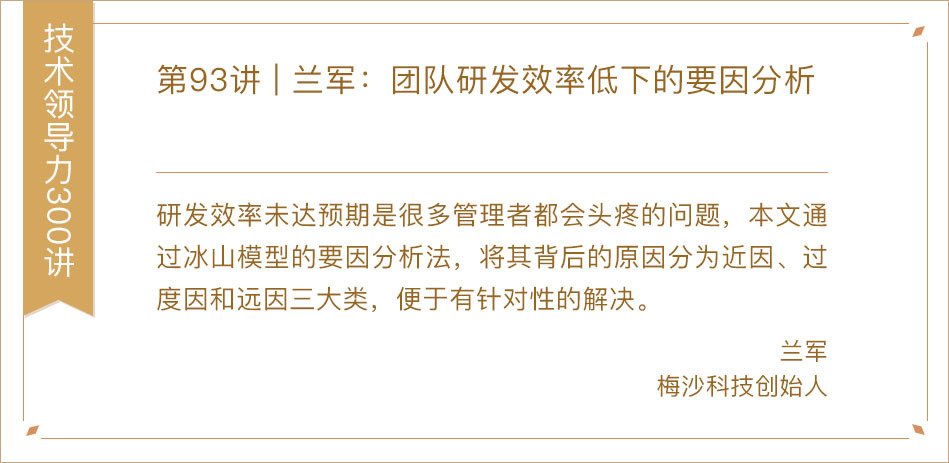 技术领导力300讲
第93讲 | 兰军：团队研发效率低下的要因分析
研发效率未达预期是很多管理者都会头疼的问题，本文通
过冰山模型的要因分析法，将其背后的原因分为近因、过
度因和远因三大类，便于有针对性的解决。
兰军
梅沙科技创始人